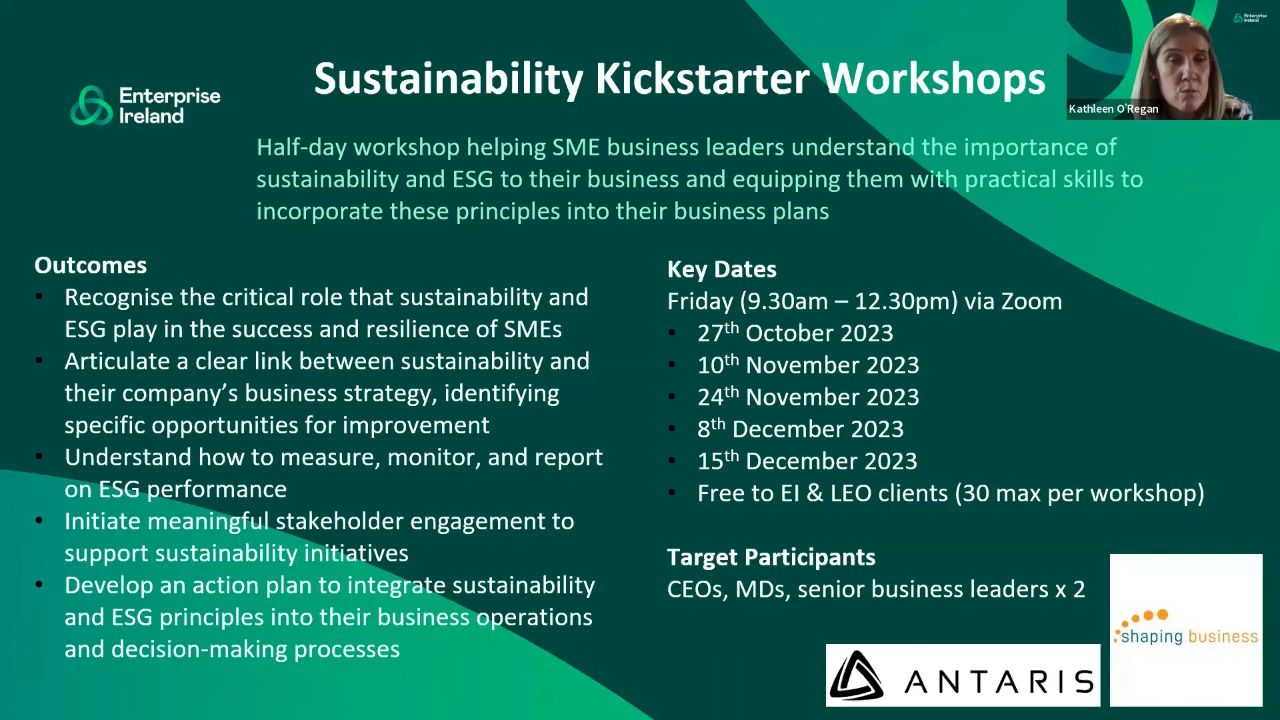 Enterprise
Ireland
Sustainability Kickstarter Workshops
Enterprise
Ireland
Kathleen O'Regan
Half-day workshop helping SME business leaders understand the importance of
sustainability and ESG to their business and equipping them with practical skills to
incorporate these principles into their business plans
Outcomes
• Recognise the critical role that sustainability and
ESG play in the success and resilience of SMEs
• Articulate a clear link between sustainability and
their company's business strategy, identifying
specific opportunities for improvement
• Understand how to measure, monitor, and report
on ESG performance
• Initiate meaningful stakeholder engagement to
support sustainability initiatives
• Develop an action plan to integrate sustainability
and ESG principles into their business operations
and decision-making processes
Key Dates
Friday (9.30am – 12.30pm) via Zoom
• 27th October 2023
• 10th November 2023
• 24th November 2023
• 8th December 2023
• 15th December 2023
• Free to EI & LEO clients (30 max per workshop)
Target Participants
CEOs, MDs, senior business leaders x 2
ANTARIS
shaping business